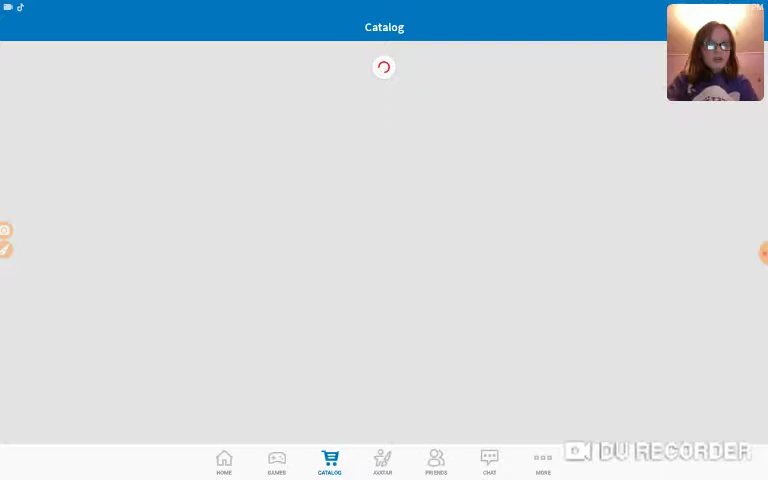 Catalog
HOME
GAMES
CATALOG
AVATAR
FRIENDS
CHAT
MORE
DU RECORDER